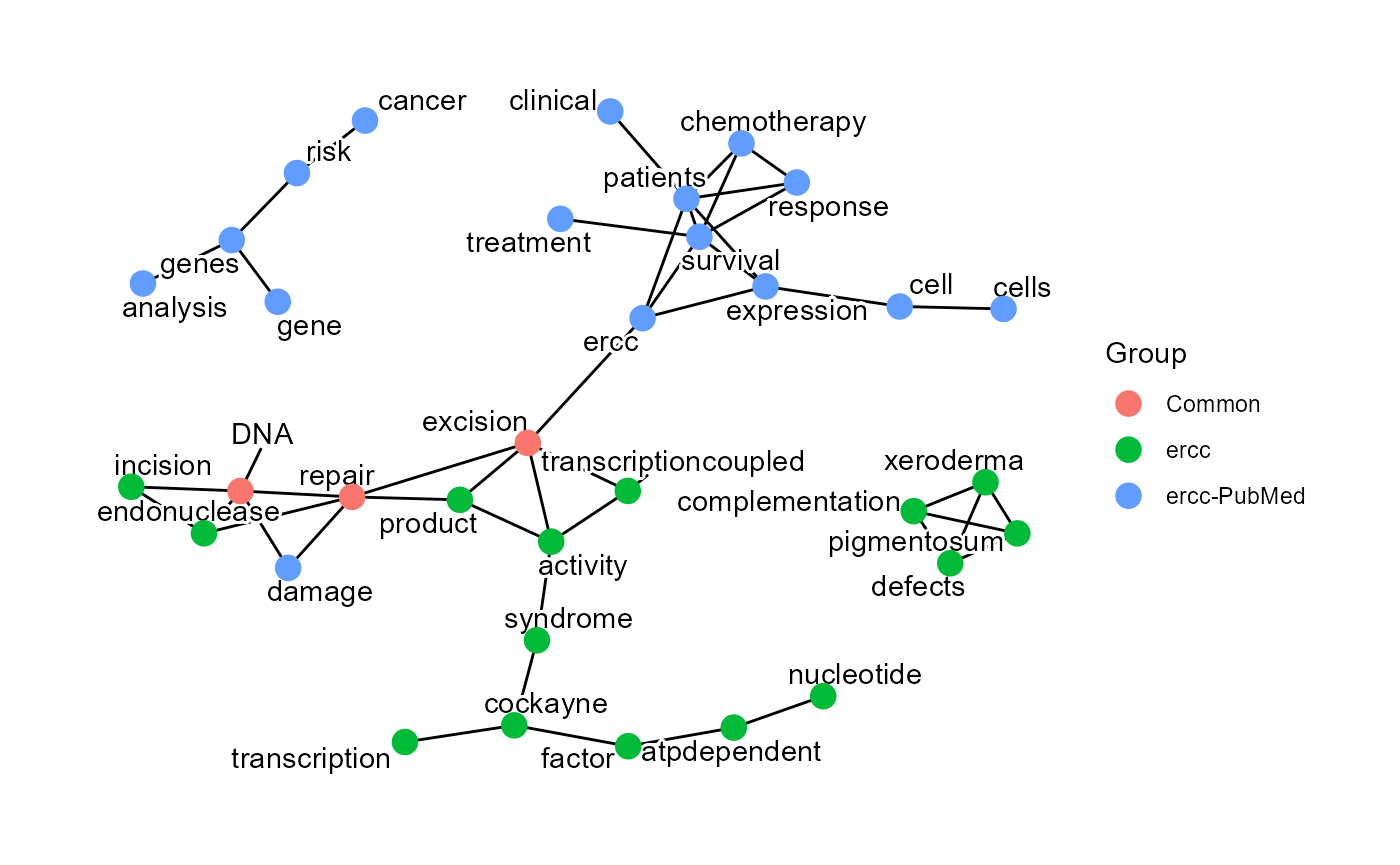 cancer
clinical
chemotherapy
risk
patients
response
treatment
genes
survival
analysis
gene
cell
cells
expression
ercc
Group
Common
ercc
ercc-PubMed
excision
DNA
incision
repair
transcriptioncoupled
xeroderma
complementation
endonuclease
product
pigmentosum
activity
damage
defects
syndrome
nucleotide
cockayne
transcription
factor
atpdependent